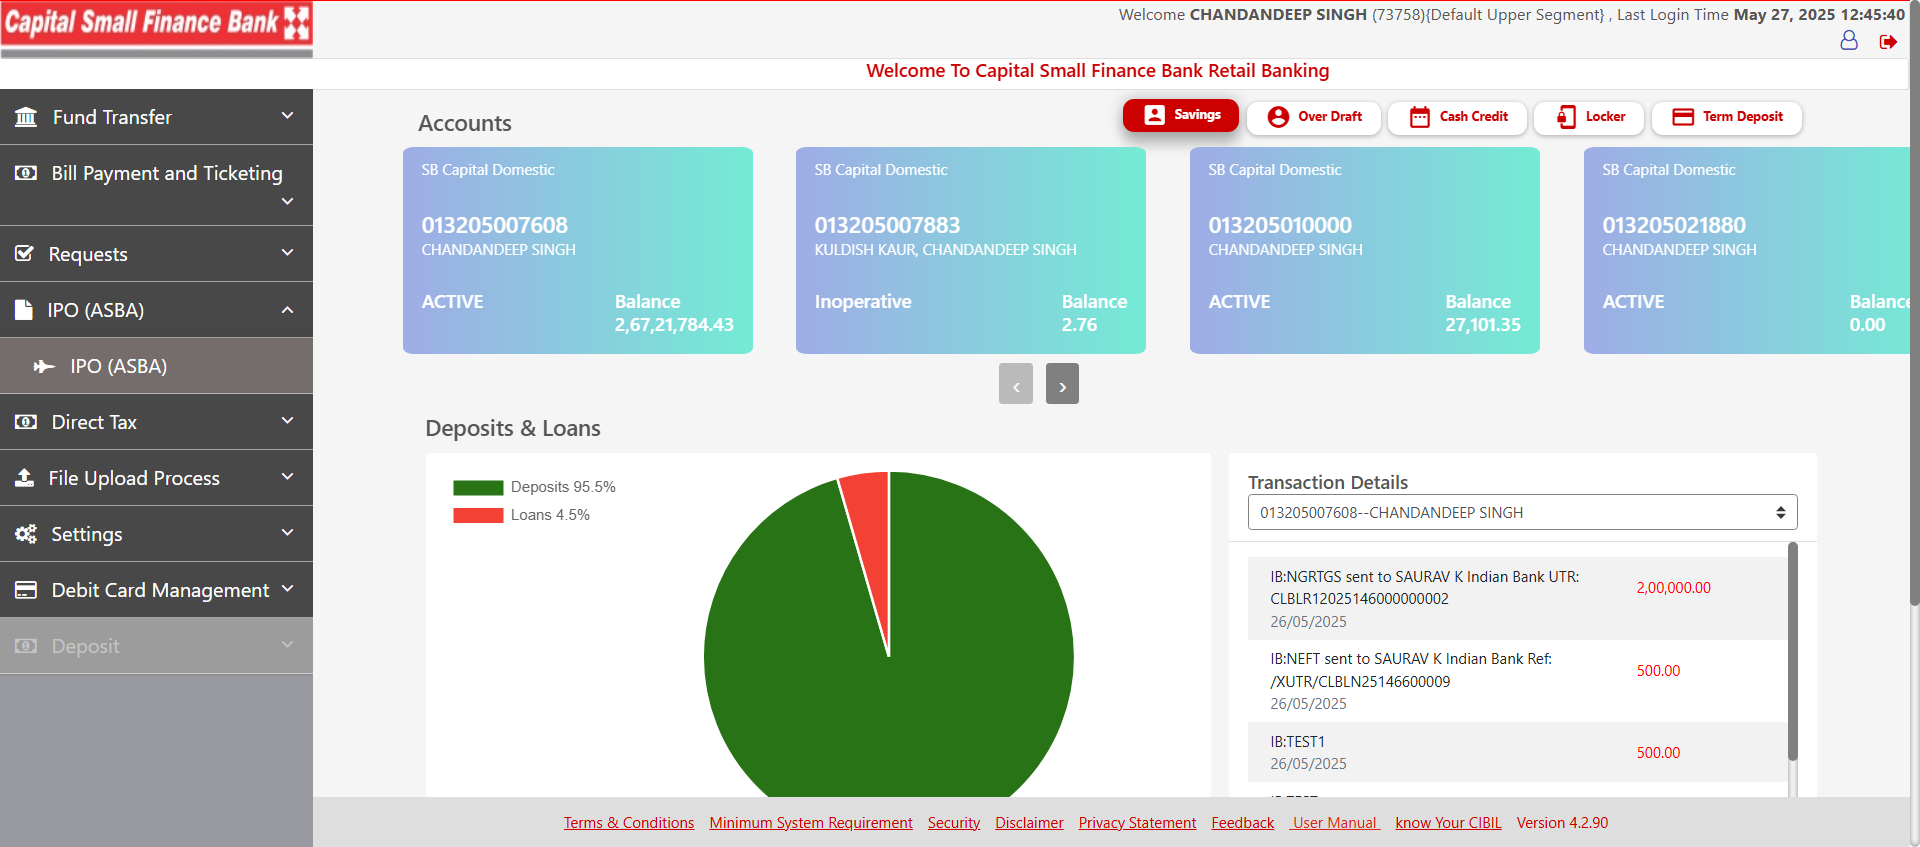 Capital Small Finance Bank
Welcome CHANDANDEEP SINGH (73758){Default Upper Segment} , Last Login Time May 27, 2025 12:45:40
Welcome To Capital Small Finance Bank Retail Banking
Fund Transfer
Bill Payment and Ticketing
Requests
IPO (ASBA)
IPO (ASBA)
Direct Tax
File Upload Process
Settings
Debit Card Management
Deposit
Accounts
Savings
Over Draft
Cash Credit
Locker
Term Deposit
SB Capital Domestic
013205007608
CHANDANDEEP SINGH
ACTIVE
Balance
2,67,21,784.43
SB Capital Domestic
013205007883
KULDISH KAUR, CHANDANDEEP SINGH
Inoperative
Balance
2.76
SB Capital Domestic
013205010000
CHANDANDEEP SINGH
ACTIVE
Balance
27,101.35
SB Capital Domestic
013205021880
CHANDANDEEP SINGH
ACTIVE
Balance
0.00
‹ ›
Deposits & Loans
Deposits 95.5%
Loans 4.5%
Transaction Details
013205007608--CHANDANDEEP SINGH
IB:NGRTGS sent to SAURAV K Indian Bank UTR:
CLBLR12025146000000002
26/05/2025
2,00,000.00
IB:NEFT sent to SAURAV K Indian Bank Ref:
/XUTR/CLBLN25146600009
26/05/2025
500.00
IB:TEST1
26/05/2025
500.00
Terms & Conditions Minimum System Requirement Security Disclaimer Privacy Statement Feedback User Manual know Your CIBIL Version 4.2.90